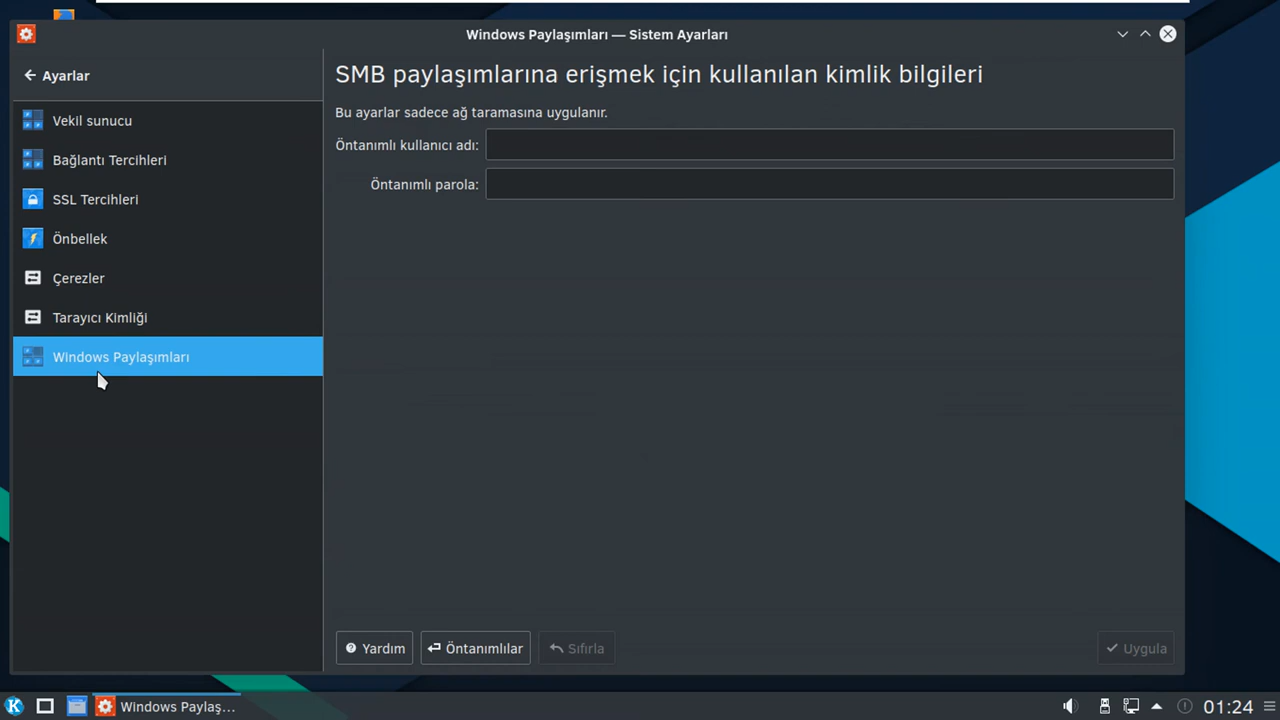 Windows Paylaşımları — Sistem Ayarları
Ayarlar
Vekil sunucu
Bağlantı Tercihleri
SSL Tercihleri
Önbellek
Çerezler
Tarayıcı Kimliği
Windows Paylaşımları
SMB paylaşımlarına erişmek için kullanılan kimlik bilgileri
Bu ayarlar sadece ağ taramasına uygulanır.
Öntanımlı kullanıcı adı:
Öntanımlı parola:
Yardım
Öntanımlılar
Sıfırla
Uygula
Windows Paylaş...
01:24